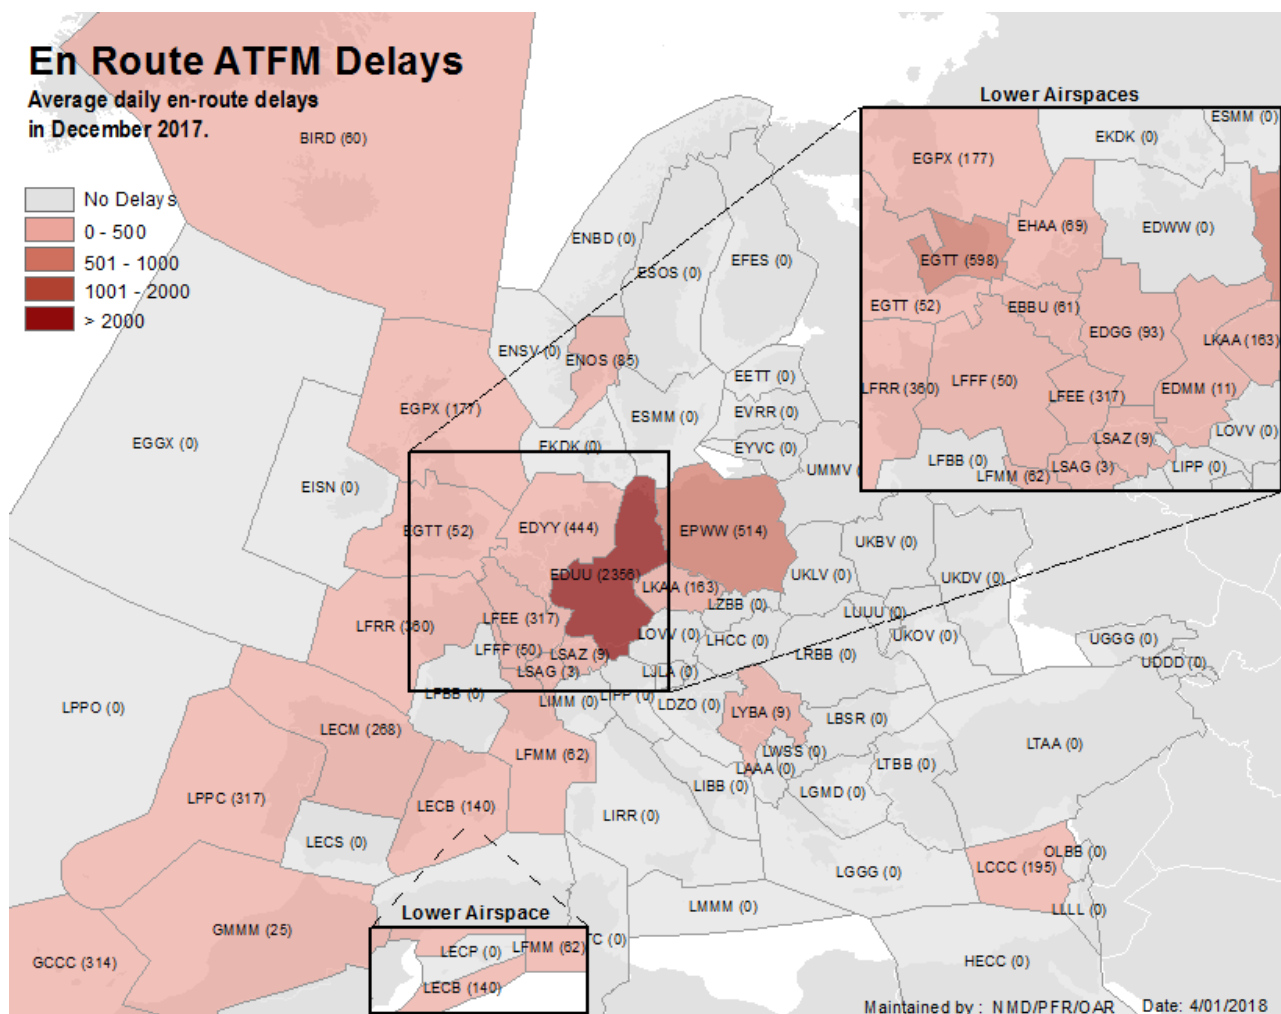 En Route ATFM Delays
Average daily en-route delays
in December 2017.
No Delays
0 - 500
501 - 1000
1001 - 2000
> 2000
Lower Airspaces
ESMM (0)
EKDK (0)
EGPX (177)
EHAA (69)
EDWW (0)
EGTT (598)
EGTT (52)
EBBU (61)
EDGG (93)
LKAA (163)
LFRR (360)
LFFF (50)
LFEE (317)
EDMM (11)
LSAZ (9)
LOVV (0)
LFBB (0)
LSAG (3)
LIPP (0)
LFMM (62)
BIRD (60)
ENBD (0)
ESOS (0)
EFES (0)
ENSV (0)
ENOS (85)
EETT (0)
EGPX (177)
ESMM (0)
EVRR (0)
EGGX (0)
EKDK (0)
EYVC (0)
UMMV (
EISN (0)
EGTT (52)
EDYY (444)
EPWW (514)
UKBV (0)
EDUU (2356)
UKLV (0)
UKDV (0)
LKAA (163)
LZBB (0)
LFRR (360)
LFEE (317)
LUUU (0)
LOVV (0)
LHCC (0)
UKOV (0)
UGGG (0)
LFFF (50)
LSAZ (9)
LRBB (0)
UDDD (0)
LSAG (3)
LJLA (0)
LFBB (0)
LIPP (0)
LIMM (0)
LDZO (0)
LPPO (0)
LYBA (9)
LBSR (0)
LECM (268)
LTAA (0)
LWSS (0)
LFMM (62)
LTBB (0)
LAAA (0)
LPPC (317)
LIBB (0)
LGMD (0)
LECB (140)
LIRR (0)
LECS (0)
OLBB (0)
LGGG (0)
LCCC (195)
LMMM (0)
LLLL (0)
Lower Airspace
GMMM (25)
TC (0)
LECP (0)
LFMM (62)
GCCC (314)
HECC (0)
LECB (140)
Maintained by : NMD/PFR/OAR Date: 4/01/2018